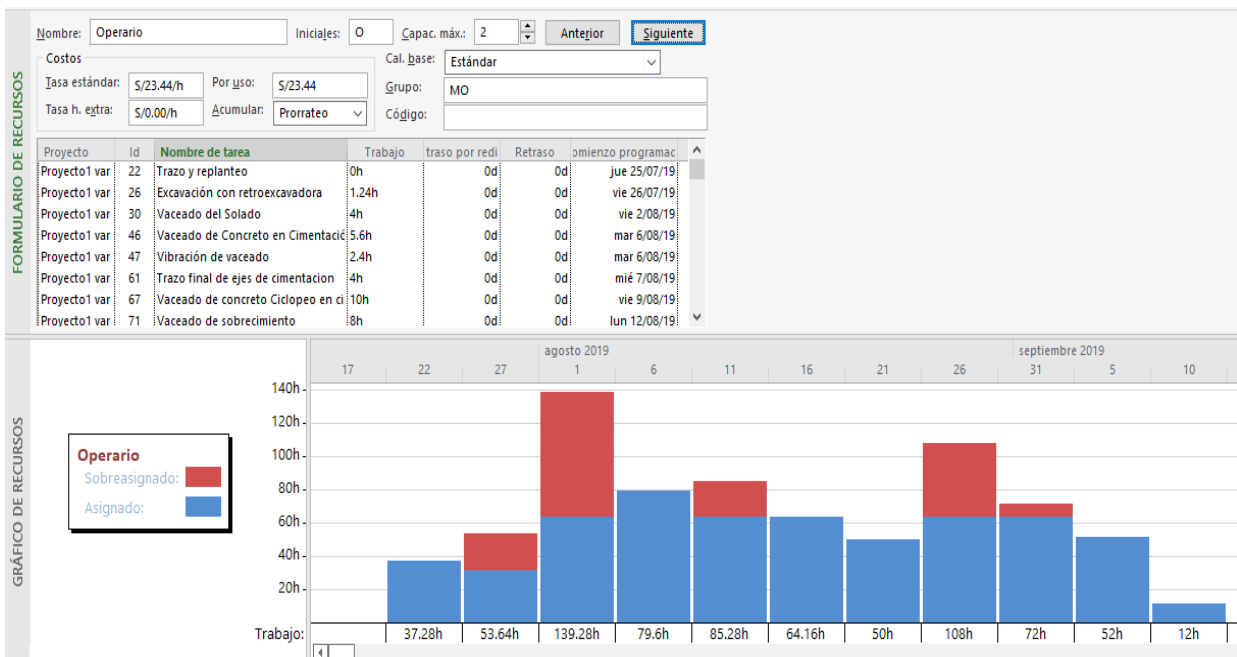 FORMULARIO DE RECURSOS
Nombre: Operario Iniciales: O Capac. máx.: 2 Anterior Siguiente
Costos Cal. base: Estándar
Tasa estándar: S/23.44/h Por uso: S/23.44 Grupo: MO
Tasa h. extra: S/0.00/h Acumular: Prorrateo Código:
Proyecto Id Nombre de tarea Trabajo traso por redi Retraso omienzo programac
Proyecto1 var 22 Trazo y replanteo 0h 0d 0d jue 25/07/19
Proyecto1 var 26 Excavación con retroexcavadora 1.24h 0d 0d vie 26/07/19
Proyecto1 var 30 Vaceado del Solado 4h 0d 0d vie 2/08/19
Proyecto1 var 46 Vaceado de Concreto en Cimentació 5.6h 0d 0d mar 6/08/19
Proyecto1 var 47 Vibración de vaceado 2.4h 0d 0d mar 6/08/19
Proyecto1 var 61 Trazo final de ejes de cimentacion 4h 0d 0d mié 7/08/19
Proyecto1 var 67 Vaceado de concreto Ciclopeo en ci 10h 0d 0d vie 9/08/19
Proyecto1 var 71 Vaceado de sobrecimiento 8h 0d 0d lun 12/08/19
GRÁFICO DE RECURSOS
agosto 2019 septiembre 2019
17 22 27 1 6 11 16 21 26 31 5 10
140h
120h
100h
80h
60h
40h
20h
Operario
Sobreasignado:
Asignado:
Trabajo: 37.28h 53.64h 139.28h 79.6h 85.28h 64.16h 50h 108h 72h 52h 12h